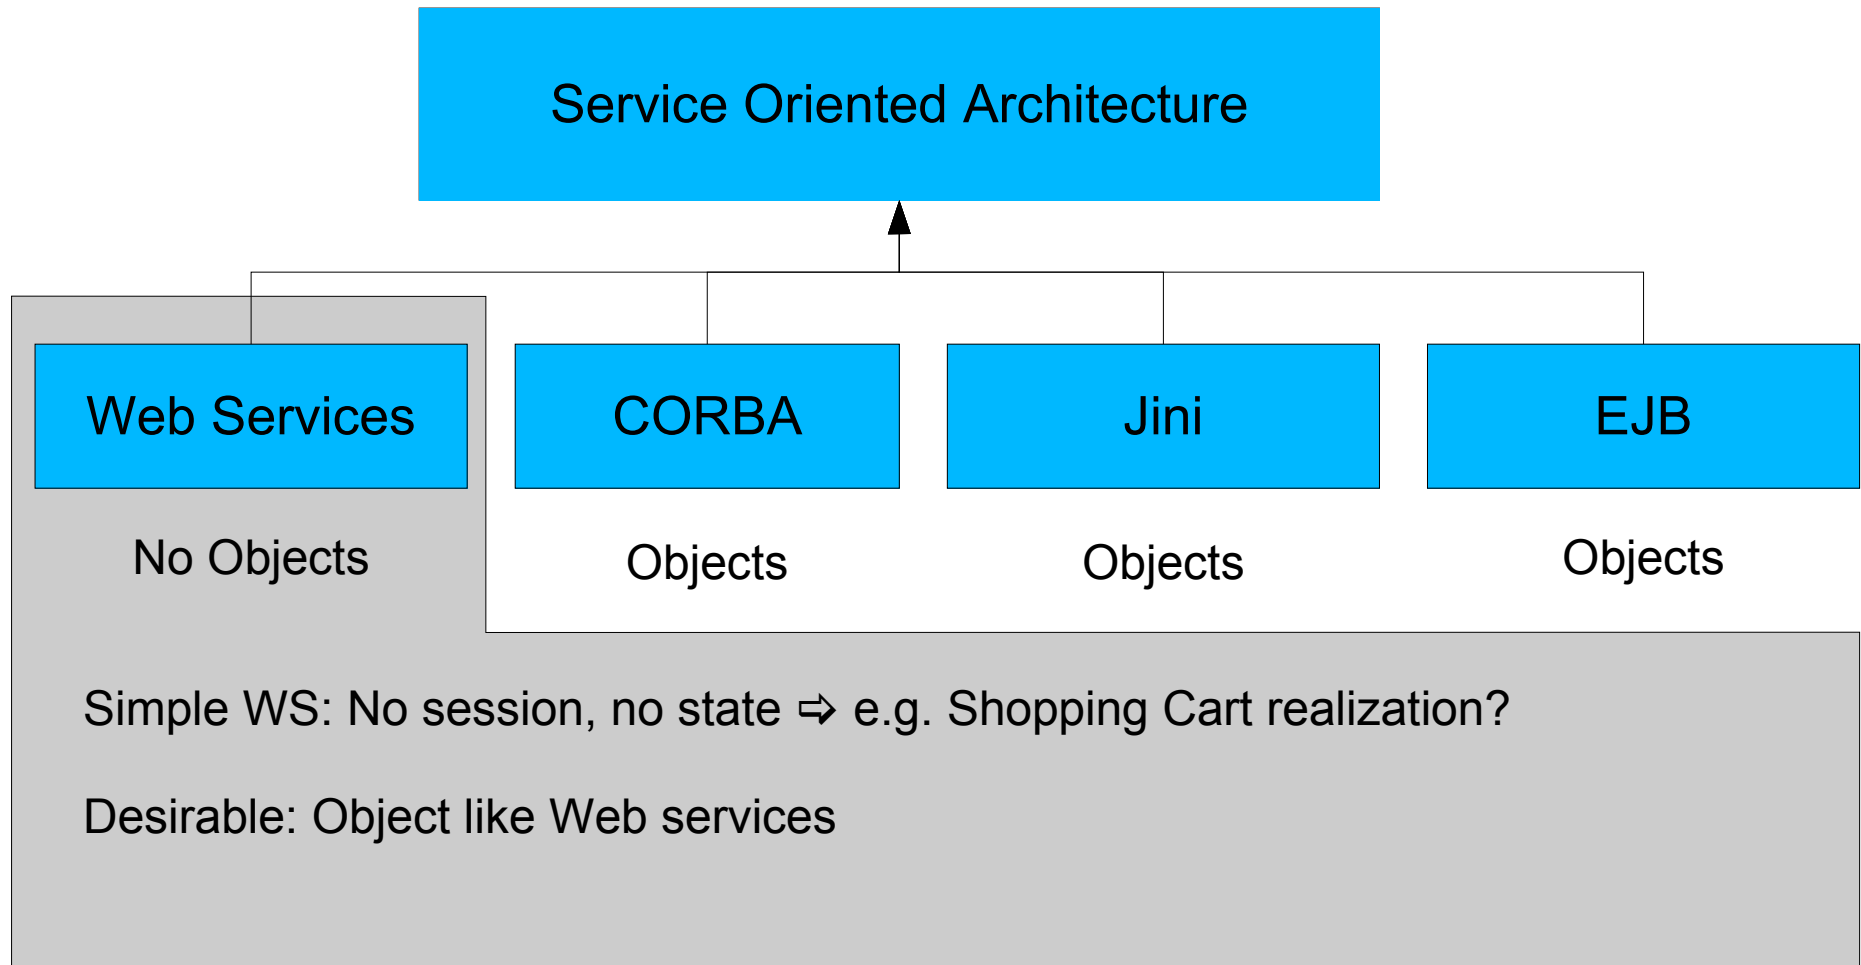 Service Oriented Architecture
Web Services
CORBA
Jini
EJB
No Objects
Objects
Objects
Objects
Simple WS: No session, no state ⇨ e.g. Shopping Cart realization?
Desirable: Object like Web services